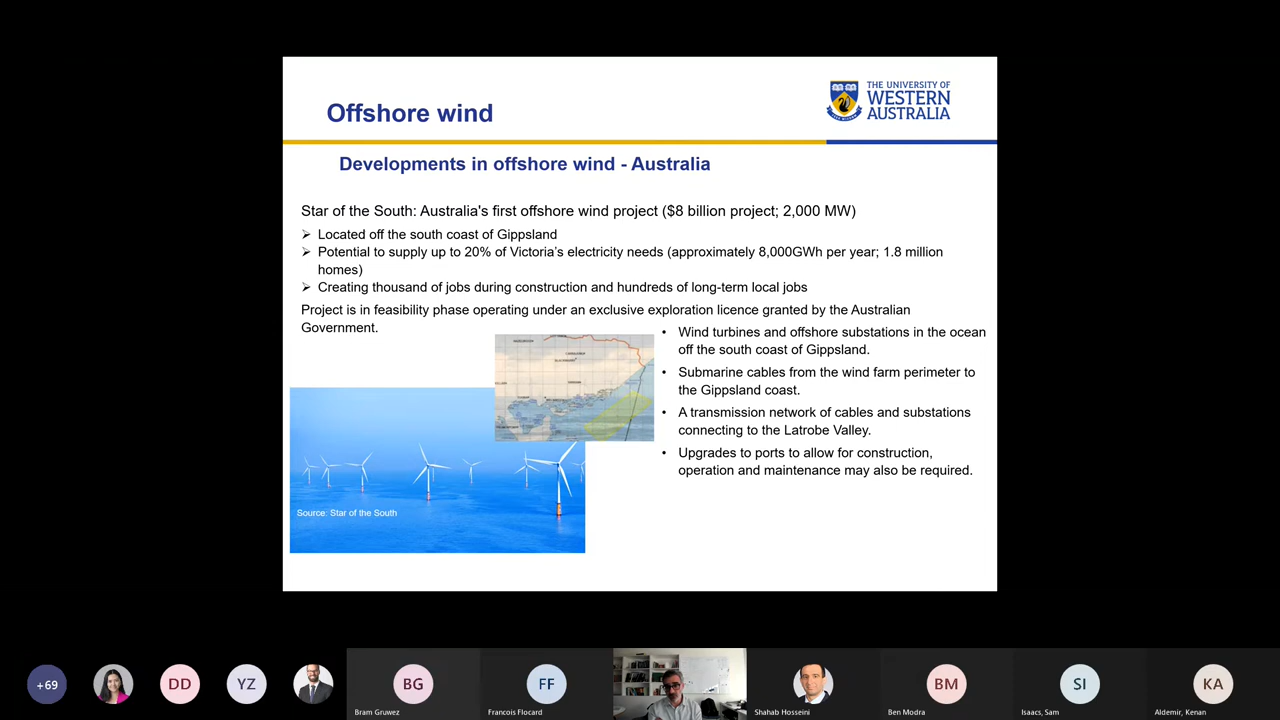 Offshore wind
THE UNIVERSITY OF
WESTERN
AUSTRALIA
Developments in offshore wind - Australia
Star of the South: Australia's first offshore wind project ($8 billion project; 2,000 MW)
Located off the south coast of Gippsland
Potential to supply up to 20% of Victoria's electricity needs (approximately 8,000GWh per year; 1.8 million
homes)
Creating thousand of jobs during construction and hundreds of long-term local jobs
Project is in feasibility phase operating under an exclusive exploration licence granted by the Australian
Government.
Wind turbines and offshore substations in the ocean
off the south coast of Gippsland.
Submarine cables from the wind farm perimeter to
the Gippsland coast.
A transmission network of cables and substations
connecting to the Latrobe Valley.
Upgrades to ports to allow for construction,
operation and maintenance may also be required.
Source: Star of the South
+69
DD
YZ
BG
FF
BM
SI
KA
Bram Gruwez
Francois Flocard
Shahab Hosseini
Ben Modra
Isaacs, Sam
Aldemir, Kenan